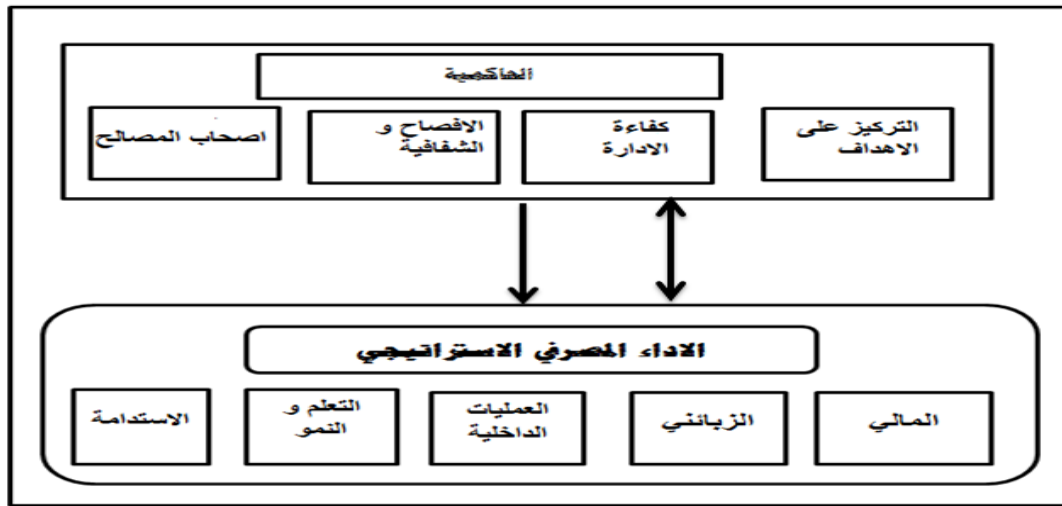 الحاكمية
التركيز على
الاهداف
كفاءة
الادارة
الافصاح و
الشفافية
اصحاب المصالح
الاداء المصرفي الاستراتيجي
المالي
الزبائني
العمليات
الداخلية
التعلم و
النمو
الاستدامة